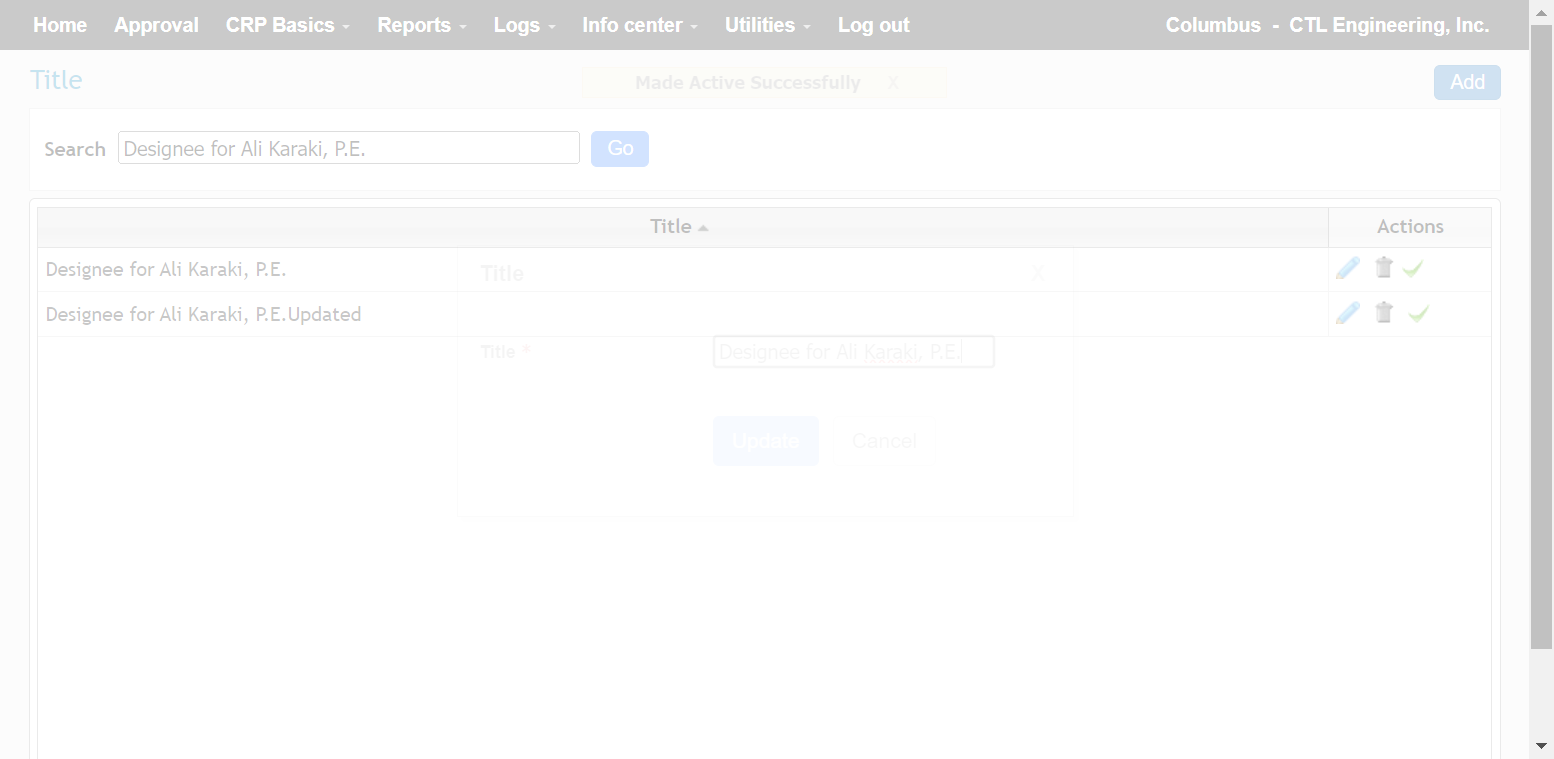 Home Approval CRP Basics Reports Logs Info center Utilities Log out Columbus - CTL Engineering, Inc.
Title Made Active Successfully X Add
Search Designee for Ali Karaki, P.E. Go
Title Actions
Designee for Ali Karaki, P.E.
Title X
Designee for Ali Karaki, P.E.Updated
Title * Designee for Ali Karaki, P.E.
Update Cancel